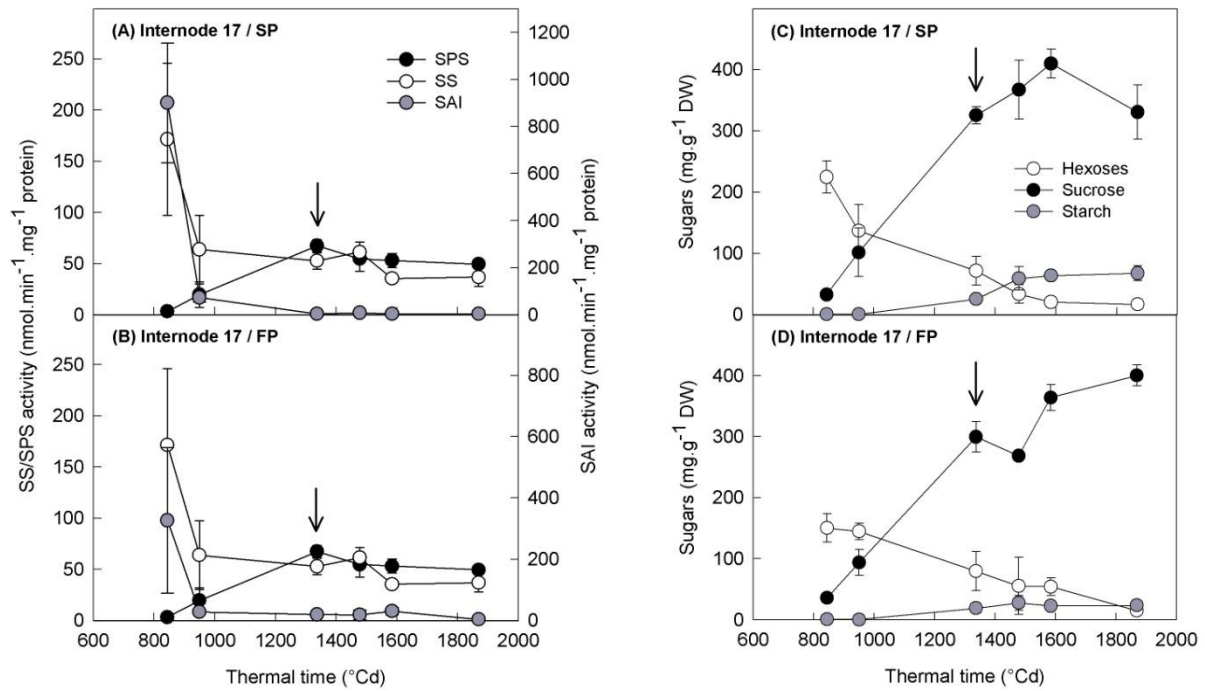 (A) Internode 17 / SP
SPS
SS
SAI
250
200
150
100
50
0
1200
1000
800
600
400
200
0
(B) Internode 17 / FP
250
200
150
100
50
0
800
600
400
200
0
SS/SPS activity (nmol.min⁻¹.mg⁻¹ protein)
SAI activity (nmol.min⁻¹.mg⁻¹ protein)
600 800 1000 1200 1400 1600 1800 2000
Thermal time (°Cd)
(C) Internode 17 / SP
Hexoses
Sucrose
Starch
400
300
200
100
0
Sugars (mg.g⁻¹ DW)
(D) Internode 17 / FP
400
300
200
100
0
Sugars (mg.g⁻¹ DW)
600 800 1000 1200 1400 1600 1800 2000
Thermal time (°Cd)